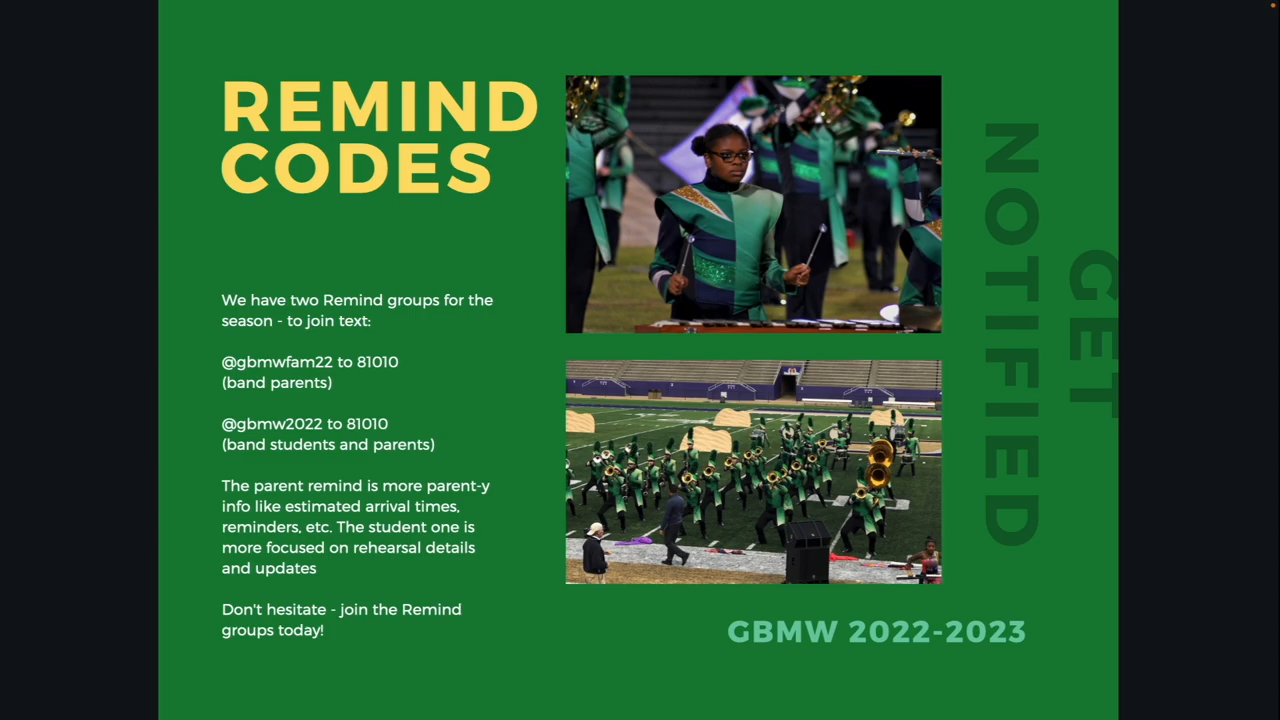 REMIND
CODES
We have two Remind groups for the
season - to join text:
@gbmwfam22 to 81010
(band parents)
@gbmw2022 to 81010
(band students and parents)
The parent remind is more parent-y
info like estimated arrival times,
reminders, etc. The student one is
more focused on rehearsal details
and updates
Don't hesitate - join the Remind
groups today!
GET
NOTIFIED
GBMW 2022-2023